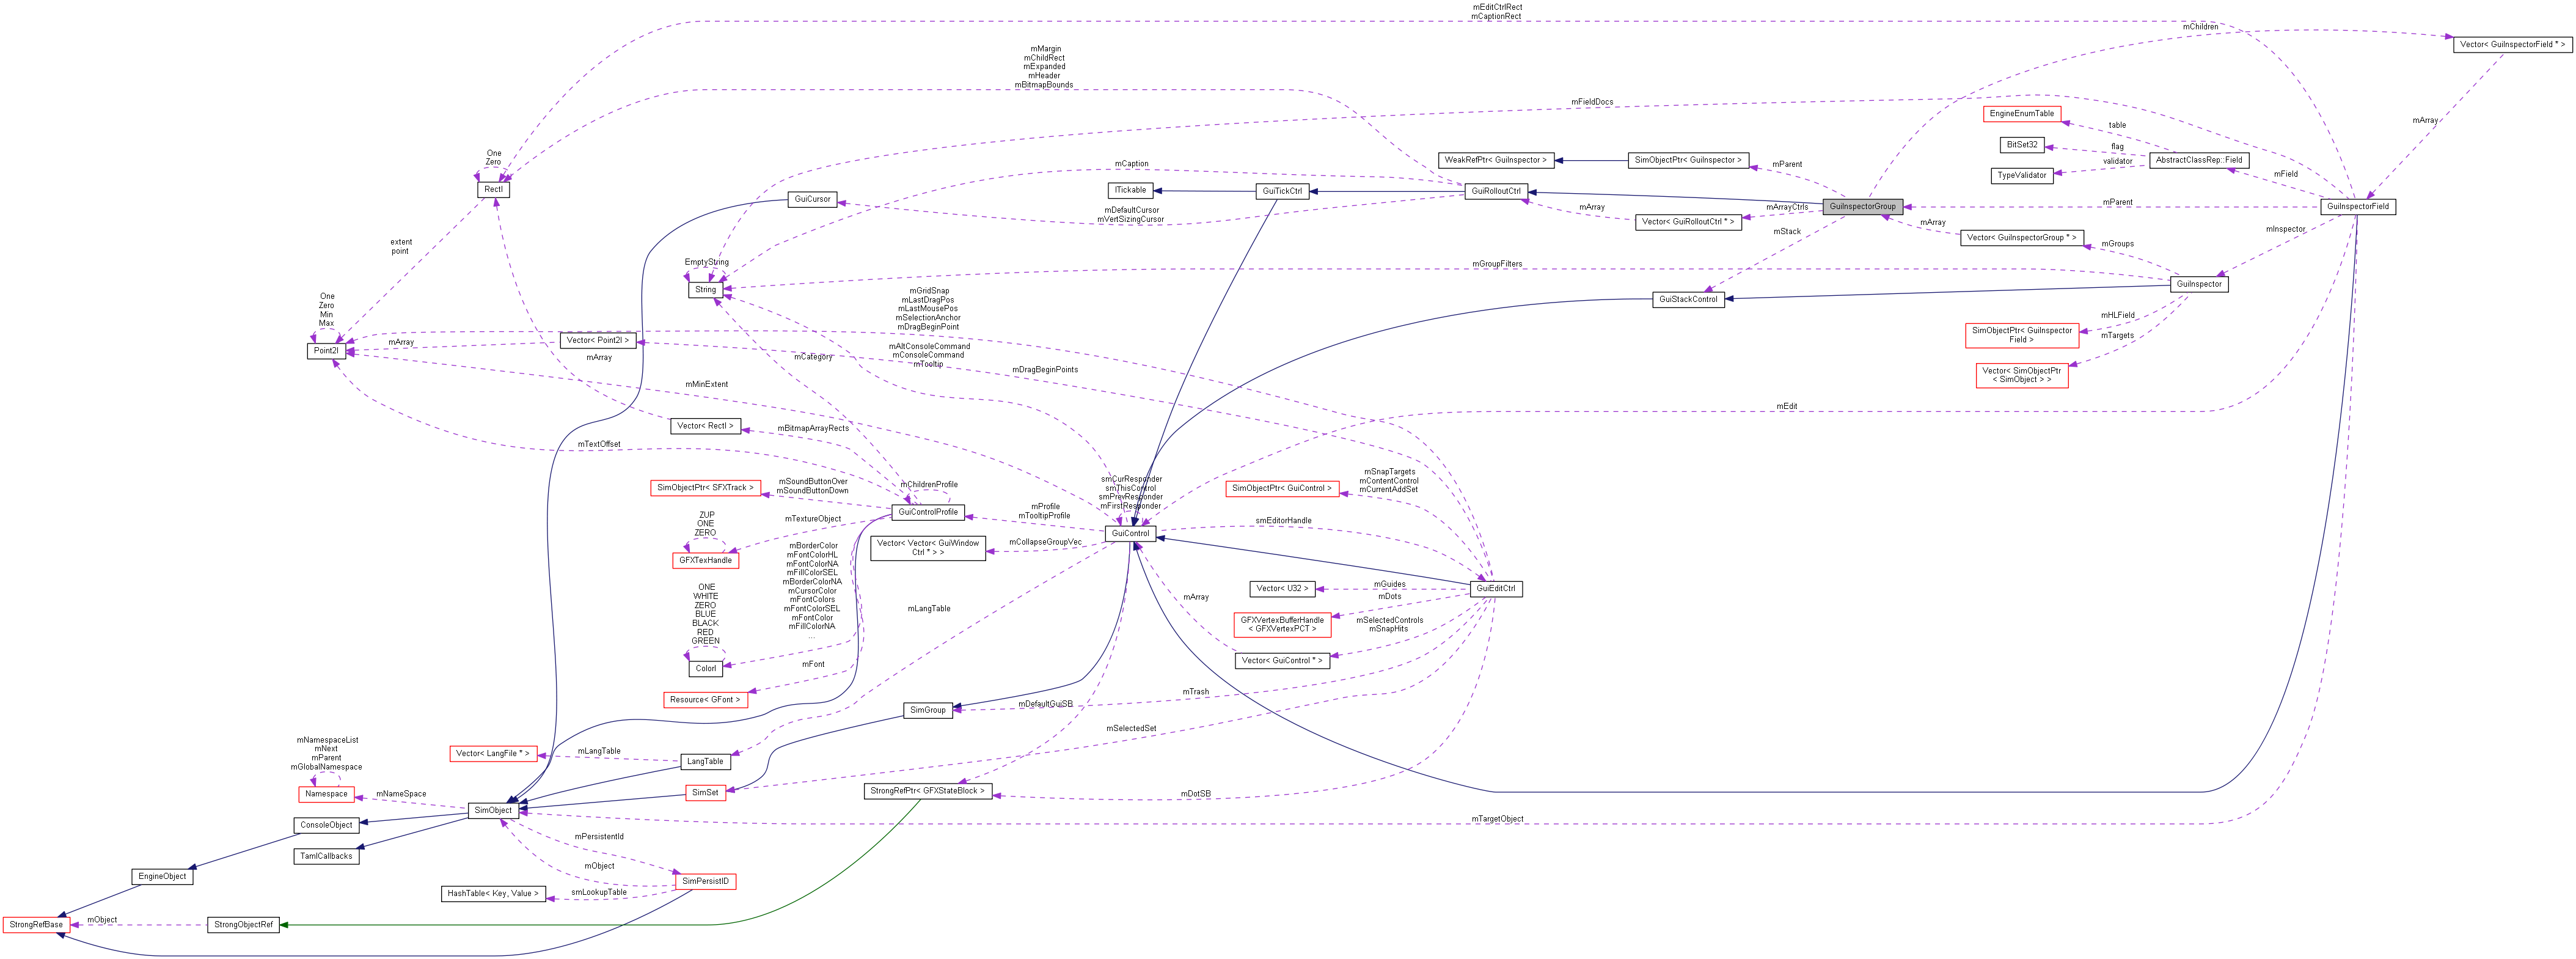 mEditCtrlRect
mCaptionRect
mChildren
Vector< GuiInspectorField * >
mMargin
mChildRect
mExpanded
mHeader
mBitmapBounds
mFieldDocs
EngineEnumTable
table
mArray
BitSet32
flag
AbstractClassRep::Field
validator
TypeValidator
mField
One
Zero
RectI
mCaption
WeakRefPtr< GuiInspector >
SimObjectPtr< GuiInspector >
mParent
ITickable
GuiTickCtrl
GuiRolloutCtrl
GuiCursor
mDefaultCursor
mVertSizingCursor
mArray
Vector< GuiRolloutCtrl * >
mArrayCtrls
GuiInspectorGroup
mParent
GuiInspectorField
mStack
mArray
Vector< GuiInspectorGroup * >
mGroups
mInspector
extent
point
EmptyString
String
mGroupFilters
GuiInspector
GuiStackControl
One
Zero
Min
Max
Point2I
mGridSnap
mLastDragPos
mLastMousePos
mSelectionAnchor
mDragBeginPoint
mArray
Vector< Point2I >
mArray
mCategory
mAltConsoleCommand
mConsoleCommand
mTooltip
mDragBeginPoints
mHLField
SimObjectPtr< GuiInspector
Field >
mTargets
Vector< SimObjectPtr
< SimObject > >
mMinExtent
mEdit
Vector< RectI >
mBitmapArrayRects
mTextOffset
SimObjectPtr< SFXTrack >
mSoundButtonOver
mSoundButtonDown
mChildrenProfile
GuiControlProfile
smCurResponder
smThisControl
smPrevResponder
mFirstResponder
mSnapTargets
mContentControl
mCurrentAddSet
SimObjectPtr< GuiControl >
mProfile
mTooltipProfile
GuiControl
smEditorHandle
ZUP
ONE
ZERO
mTextureObject
GFXTexHandle
Vector< Vector< GuiWindow
Ctrl * > >
mCollapseGroupVec
mBorderColor
mFontColorHL
mFontColorNA
mFillColorSEL
mBorderColorNA
mCursorColor
mFontColors
mFontColorSEL
mFontColor
mFillColorNA
...
ONE
WHITE
ZERO
BLUE
BLACK
RED
GREEN
ColorI
mLangTable
Vector< U32 >
mGuides
GuiEditCtrl
mDots
GFXVertexBufferHandle
< GFXVertexPCT >
mArray
mSelectedControls
mSnapHits
Vector< GuiControl * >
mFont
Resource< GFont >
SimGroup
mDefaultGuiSB
mTrash
mSelectedSet
Vector< LangFile * >
mLangTable
LangTable
mNamespaceList
mNext
mParent
mGlobalNamespace
Namespace
mNameSpace
SimSet
StrongRefPtr< GFXStateBlock >
mDotSB
SimObject
mTargetObject
ConsoleObject
mPersistentId
TamlCallbacks
mObject
EngineObject
SimPersistID
HashTable< Key, Value >
smLookupTable
StrongRefBase
mObject
StrongObjectRef